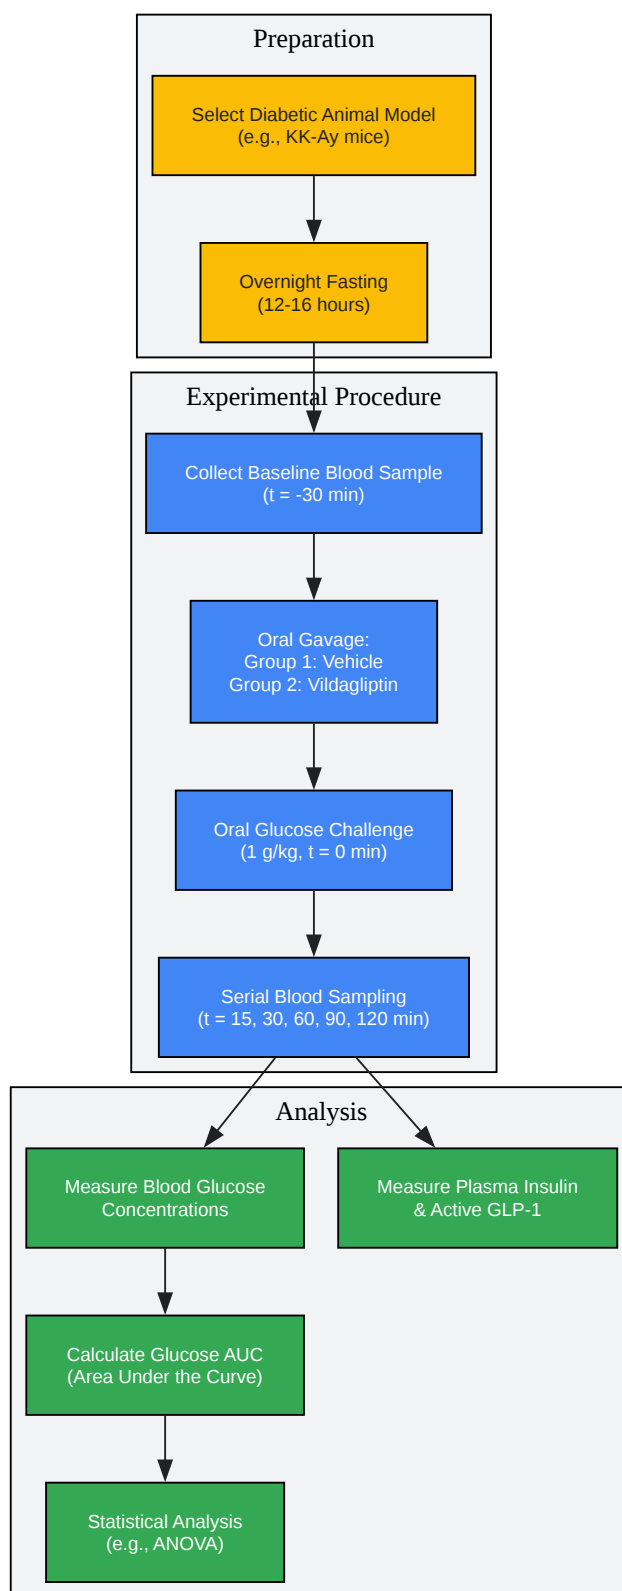 Preparation
Select Diabetic Animal Model
(e.g., KK-Ay mice)
Overnight Fasting
(12-16 hours)
Experimental Procedure
Collect Baseline Blood Sample
(t = -30 min)
Oral Gavage:
Group 1: Vehicle
Group 2: Vildagliptin
Oral Glucose Challenge
(1 g/kg, t = 0 min)
Serial Blood Sampling
(t = 15, 30, 60, 90, 120 min)
Analysis
Measure Blood Glucose
Concentrations
Measure Plasma Insulin
& Active GLP-1
Calculate Glucose AUC
(Area Under the Curve)
Statistical Analysis
(e.g., ANOVA)